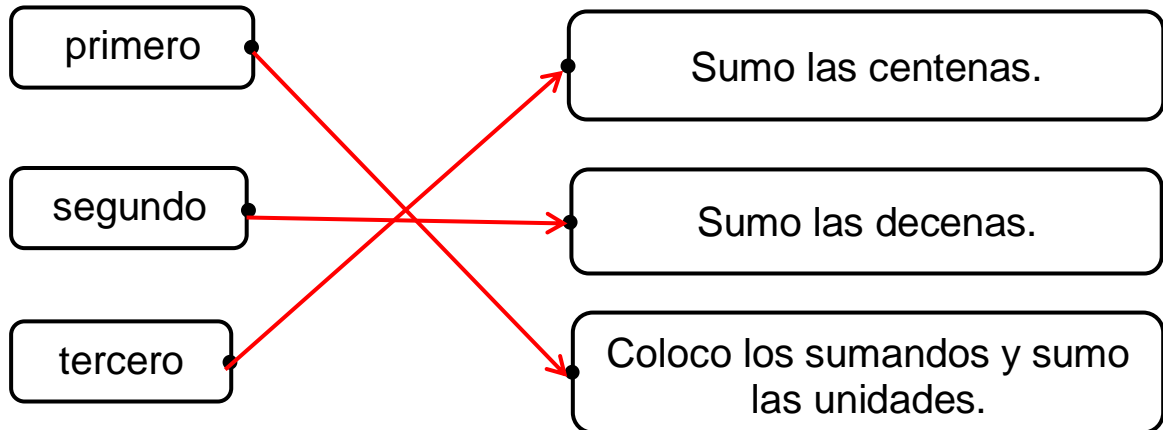 primero
Sumo las centenas.
segundo
Sumo las decenas.
tercero
Coloco los sumandos y sumo
las unidades.